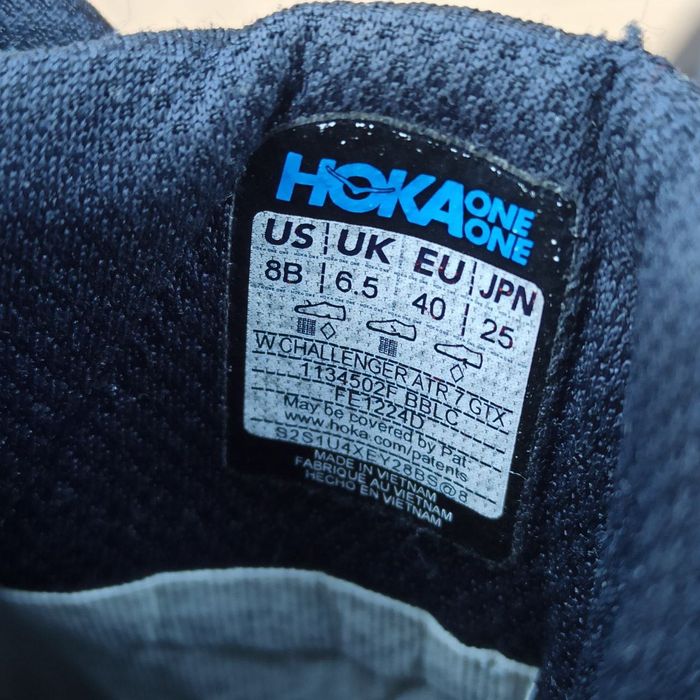 HOKA ONE ONE
US UK EU JPN
8B 6.5 40 25
W CHALLENGER ATR 7 GTX
1134502F BBLC
FE1224D
May be covered by Pat
www.hoka.com/patents
S2S1U4XEY28BS@8
MADE IN VIETNAM
FABRIQUE AU VIETNAM
HECHO EN VIETNAM